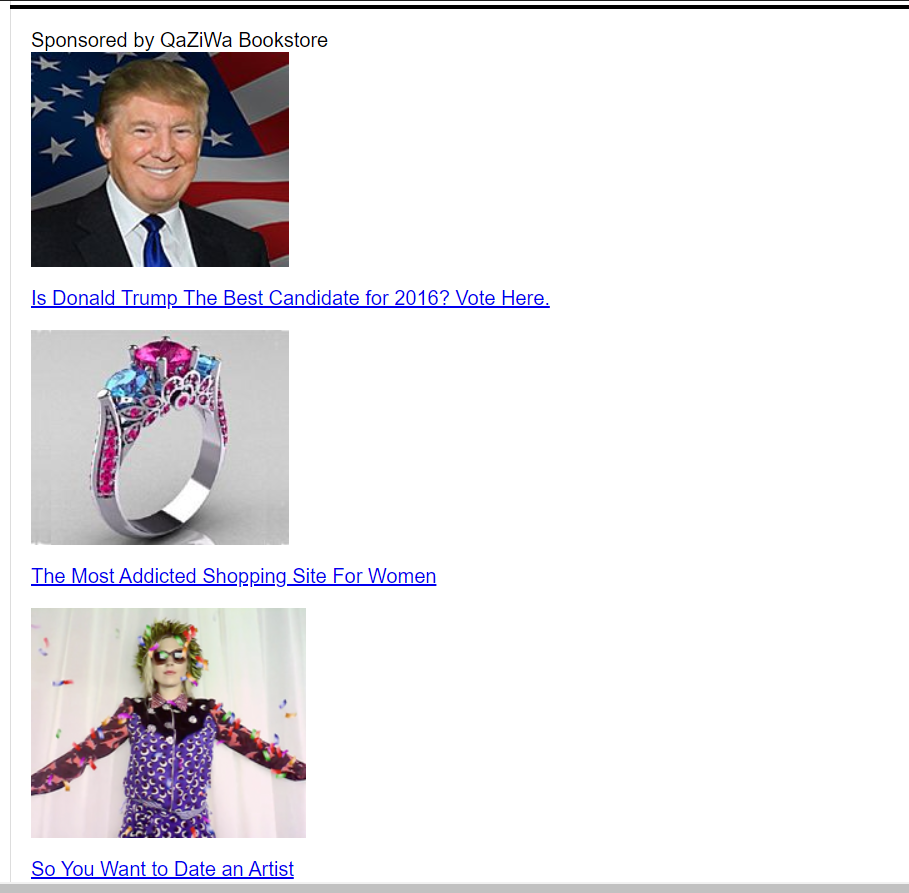 Sponsored by QaZiWa Bookstore
Is Donald Trump The Best Candidate for 2016? Vote Here.
The Most Addicted Shopping Site For Women
So You Want to Date an Artist